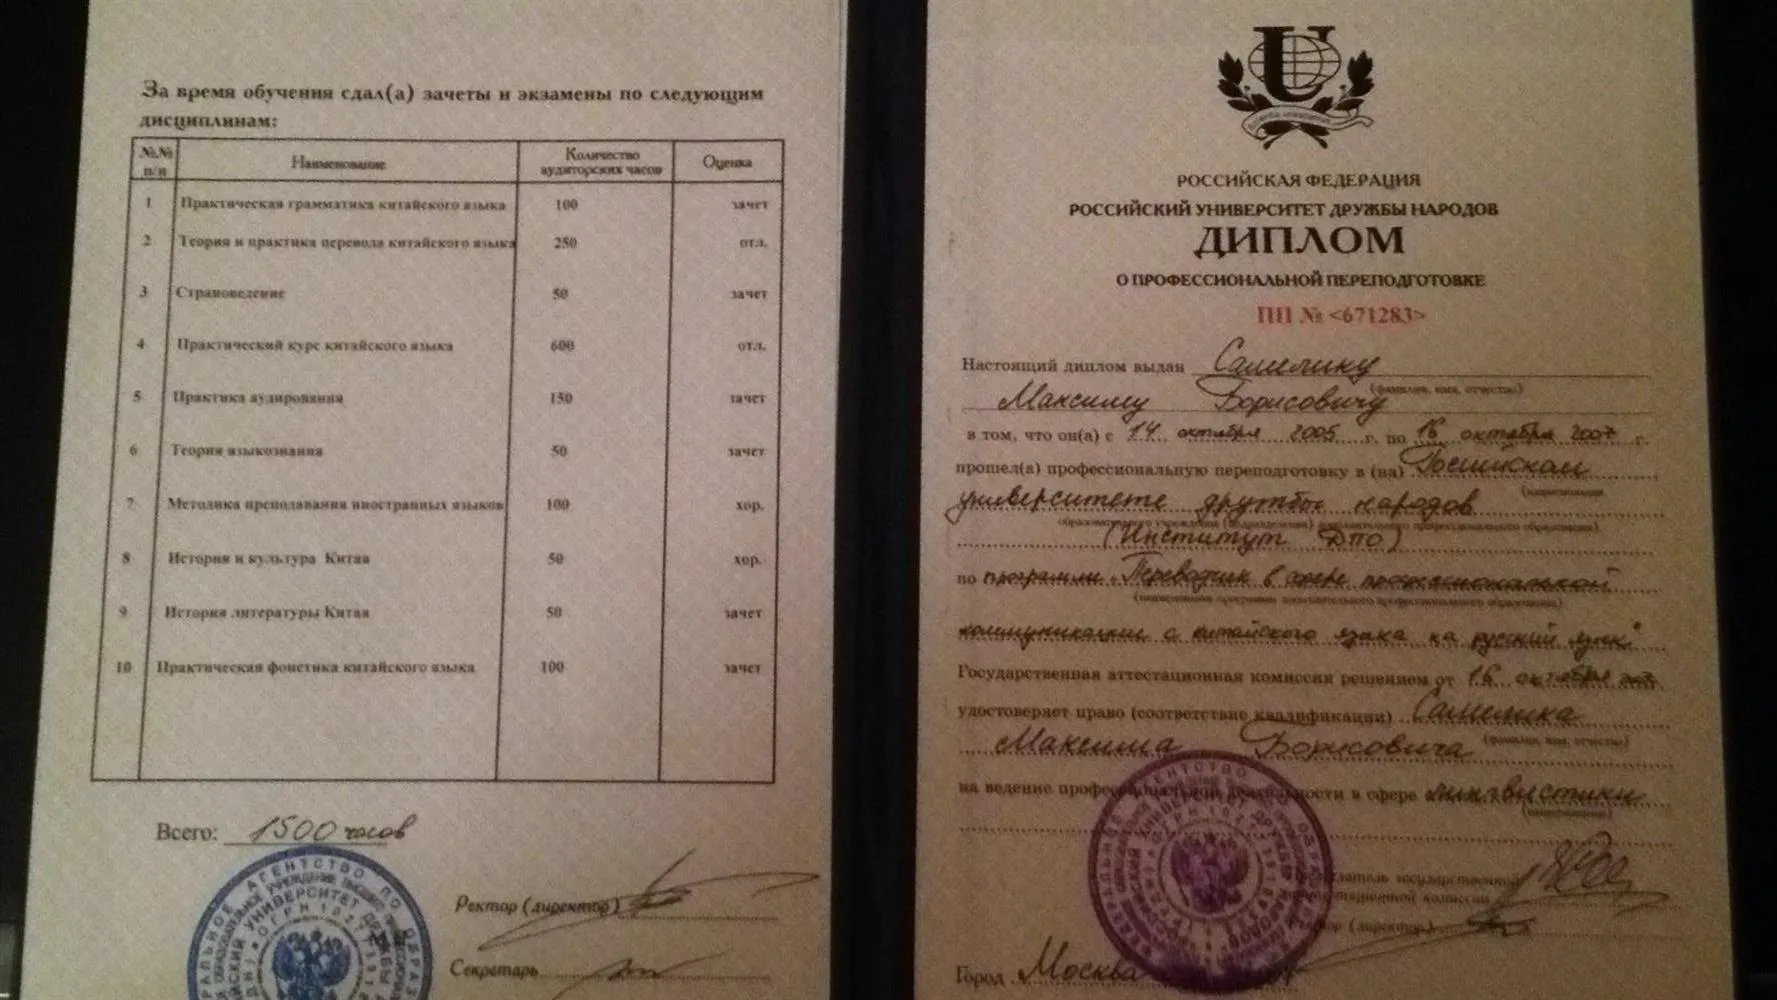 За время обучения сдал(а) зачеты и экзамены по следующим
дисциплинам:
№№ п/п Наименование Количество аудиторских часов Оценка
1 Практическая грамматика китайского языка 100 зачет
2 Теория и практика перевода китайского языка 250 отл.
3 Страноведение 50 зачет
4 Практический курс китайского языка 600 отл.
5 Практика аудирования 150 зачет
6 Теория языкознания 50 зачет
7 Методика преподавания иностранных языков 100 хор.
8 История и культура Китая 50 хор.
9 История литературы Китая 50 зачет
10 Практическая фонетика китайского языка 100 зачет
Всего: 1500 часов
Ректор (директор)
Секретарь
РОССИЙСКАЯ ФЕДЕРАЦИЯ
РОССИЙСКИЙ УНИВЕРСИТЕТ ДРУЖБЫ НАРОДОВ
ДИПЛОМ
О ПРОФЕССИОНАЛЬНОЙ ПЕРЕПОДГОТОВКЕ
ПП № <671283>
Настоящий диплом выдан Самелику
(фамилия, имя, отчество)
Максиму Борисовичу
в том, что он(а) с 14 октября 2005 г. по 16 октября 2007 г.
прошел(а) профессиональную переподготовку в (на) Российском
университете дружбы народов
(Институт ДПО)
по программе "Переводчик в сфере профессиональной
коммуникации с китайского языка на русский язык"
Государственная аттестационная комиссия решением от 16 октября 2007
удостоверяет право (соответствие квалификации) Самелика
Максима Борисовича
(фамилия, имя, отчество)
на ведение профессиональной деятельности в сфере лингвистики
государственной
комиссии
(директор)
Город Москва